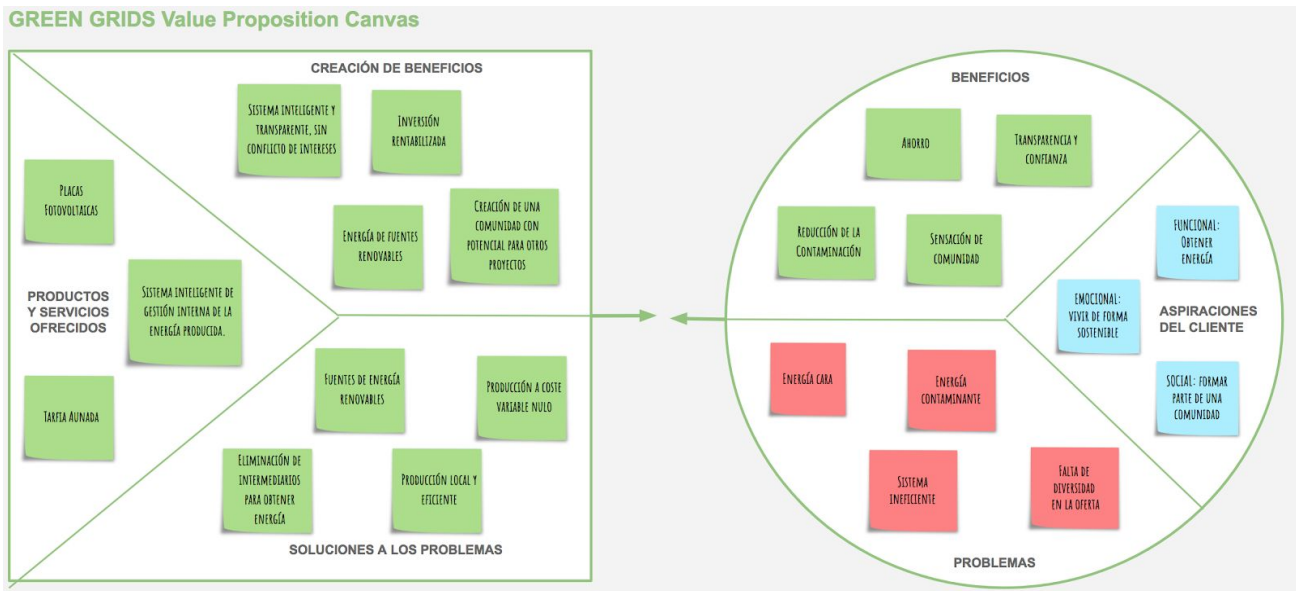 GREEN GRIDS Value Proposition Canvas
CREACIÓN DE BENEFICIOS
SISTEMA INTELIGENTE Y
TRANSPARENTE, SIN
CONFLICTO DE INTERESES
INVERSIÓN
RENTABILIZADA
ENERGÍA DE FUENTES
RENOVABLES
CREACIÓN DE UNA
COMUNIDAD CON
POTENCIAL PARA OTROS
PROYECTOS
PLACAS
FOTOVOLTAICAS
PRODUCTOS
Y SERVICIOS
OFRECIDOS
SISTEMA INTELIGENTE DE
GESTIÓN INTERNA DE LA
ENERGÍA PRODUCIDA.
TARFIA AUNADA
FUENTES DE ENERGÍA
RENOVABLES
PRODUCCIÓN A COSTE
VARIABLE NULO
ELIMINACIÓN DE
INTERMEDIARIOS
PARA OBTENER
ENERGÍA
PRODUCCIÓN LOCAL Y
EFICIENTE
SOLUCIONES A LOS PROBLEMAS
BENEFICIOS
AHORRO
TRANSPARENCIA Y
CONFIANZA
REDUCCIÓN DE LA
CONTAMINACIÓN
SENSACIÓN DE
COMUNIDAD
FUNCIONAL:
OBTENER
ENERGÍA
EMOCIONAL:
VIVIR DE FORMA
SOSTENIBLE
ASPIRACIONES
DEL CLIENTE
SOCIAL: FORMAR
PARTE DE UNA
COMUNIDAD
ENERGÍA CARA
ENERGÍA
CONTAMINANTE
SISTEMA
INEFICIENTE
FALTA DE
DIVERSIDAD
EN LA OFERTA
PROBLEMAS